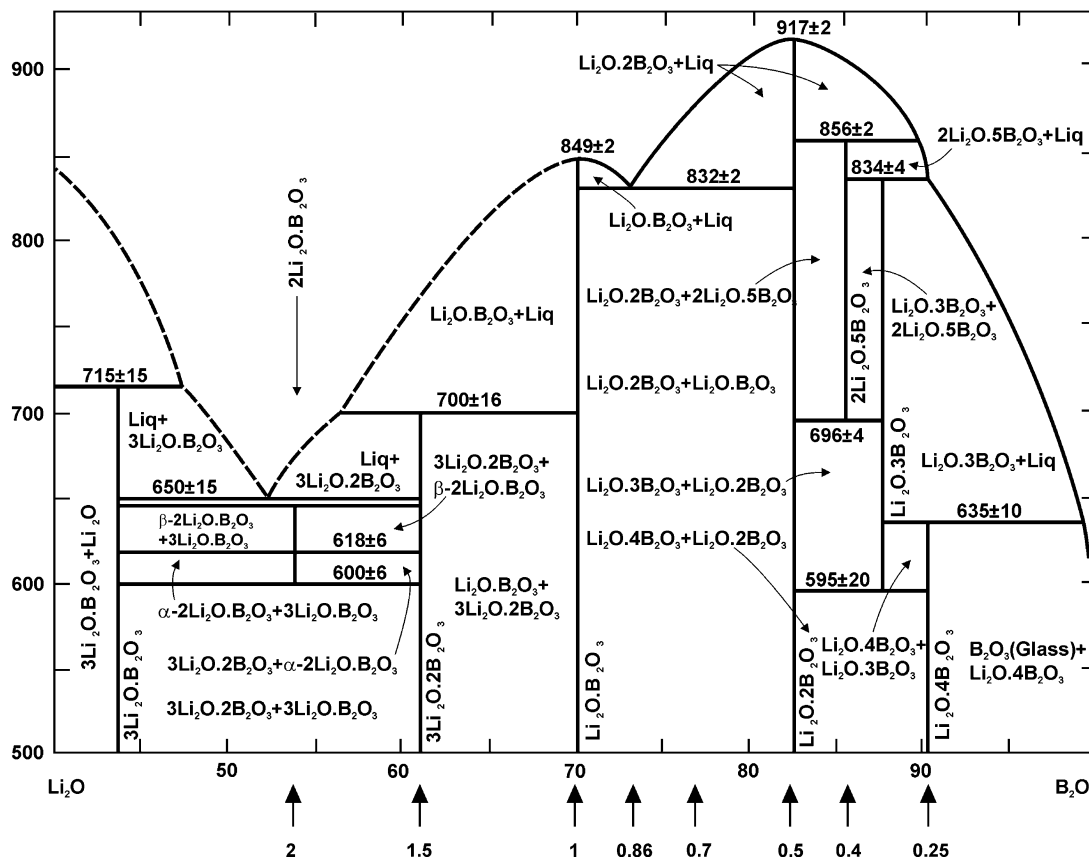 917±2
900
Li₂O.2B₂O₃+Liq
856±2
2Li₂O.5B₂O₃+Liq
849±2
834±4
832±2
Li₂O.B₂O₃+Liq
800
2Li₂O.B₂O₃
Li₂O.2B₂O₃+2Li₂O.5B₂O₃
Li₂O.3B₂O₃+
2Li₂O.5B₂O₃
2Li₂O.5B₂O₃
Li₂O.B₂O₃+Liq
Li₂O.2B₂O₃+Li₂O.B₂O₃
715±15
700±16
700
696±4
Liq+
3Li₂O.B₂O₃
Liq+
3Li₂O.2B₂O₃
3Li₂O.2B₂O₃+
β-2Li₂O.B₂O₃
Li₂O.3B₂O₃
Li₂O.3B₂O₃+Liq
Li₂O.3B₂O₃+Li₂O.2B₂O₃
650±15
635±10
β-2Li₂O.B₂O₃
+3Li₂O.B₂O₃
618±6
Li₂O.4B₂O₃+Li₂O.2B₂O₃
3Li₂O.B₂O₃+Li₂O
600
600±6
595±20
Li₂O.B₂O₃+
3Li₂O.2B₂O₃
α-2Li₂O.B₂O₃+3Li₂O.B₂O₃
3Li₂O.2B₂O₃+α-2Li₂O.B₂O₃
3Li₂O.2B₂O₃+3Li₂O.B₂O₃
3Li₂O.B₂O₃
3Li₂O.2B₂O₃
Li₂O.B₂O₃
Li₂O.2B₂O₃
Li₂O.4B₂O₃+
Li₂O.3B₂O₃
Li₂O.4B₂O₃
B₂O₃(Glass)+
Li₂O.4B₂O₃
500
Li₂O
50
60
70
80
90
B₂O
2
1.5
1
0.86
0.7
0.5
0.4
0.25